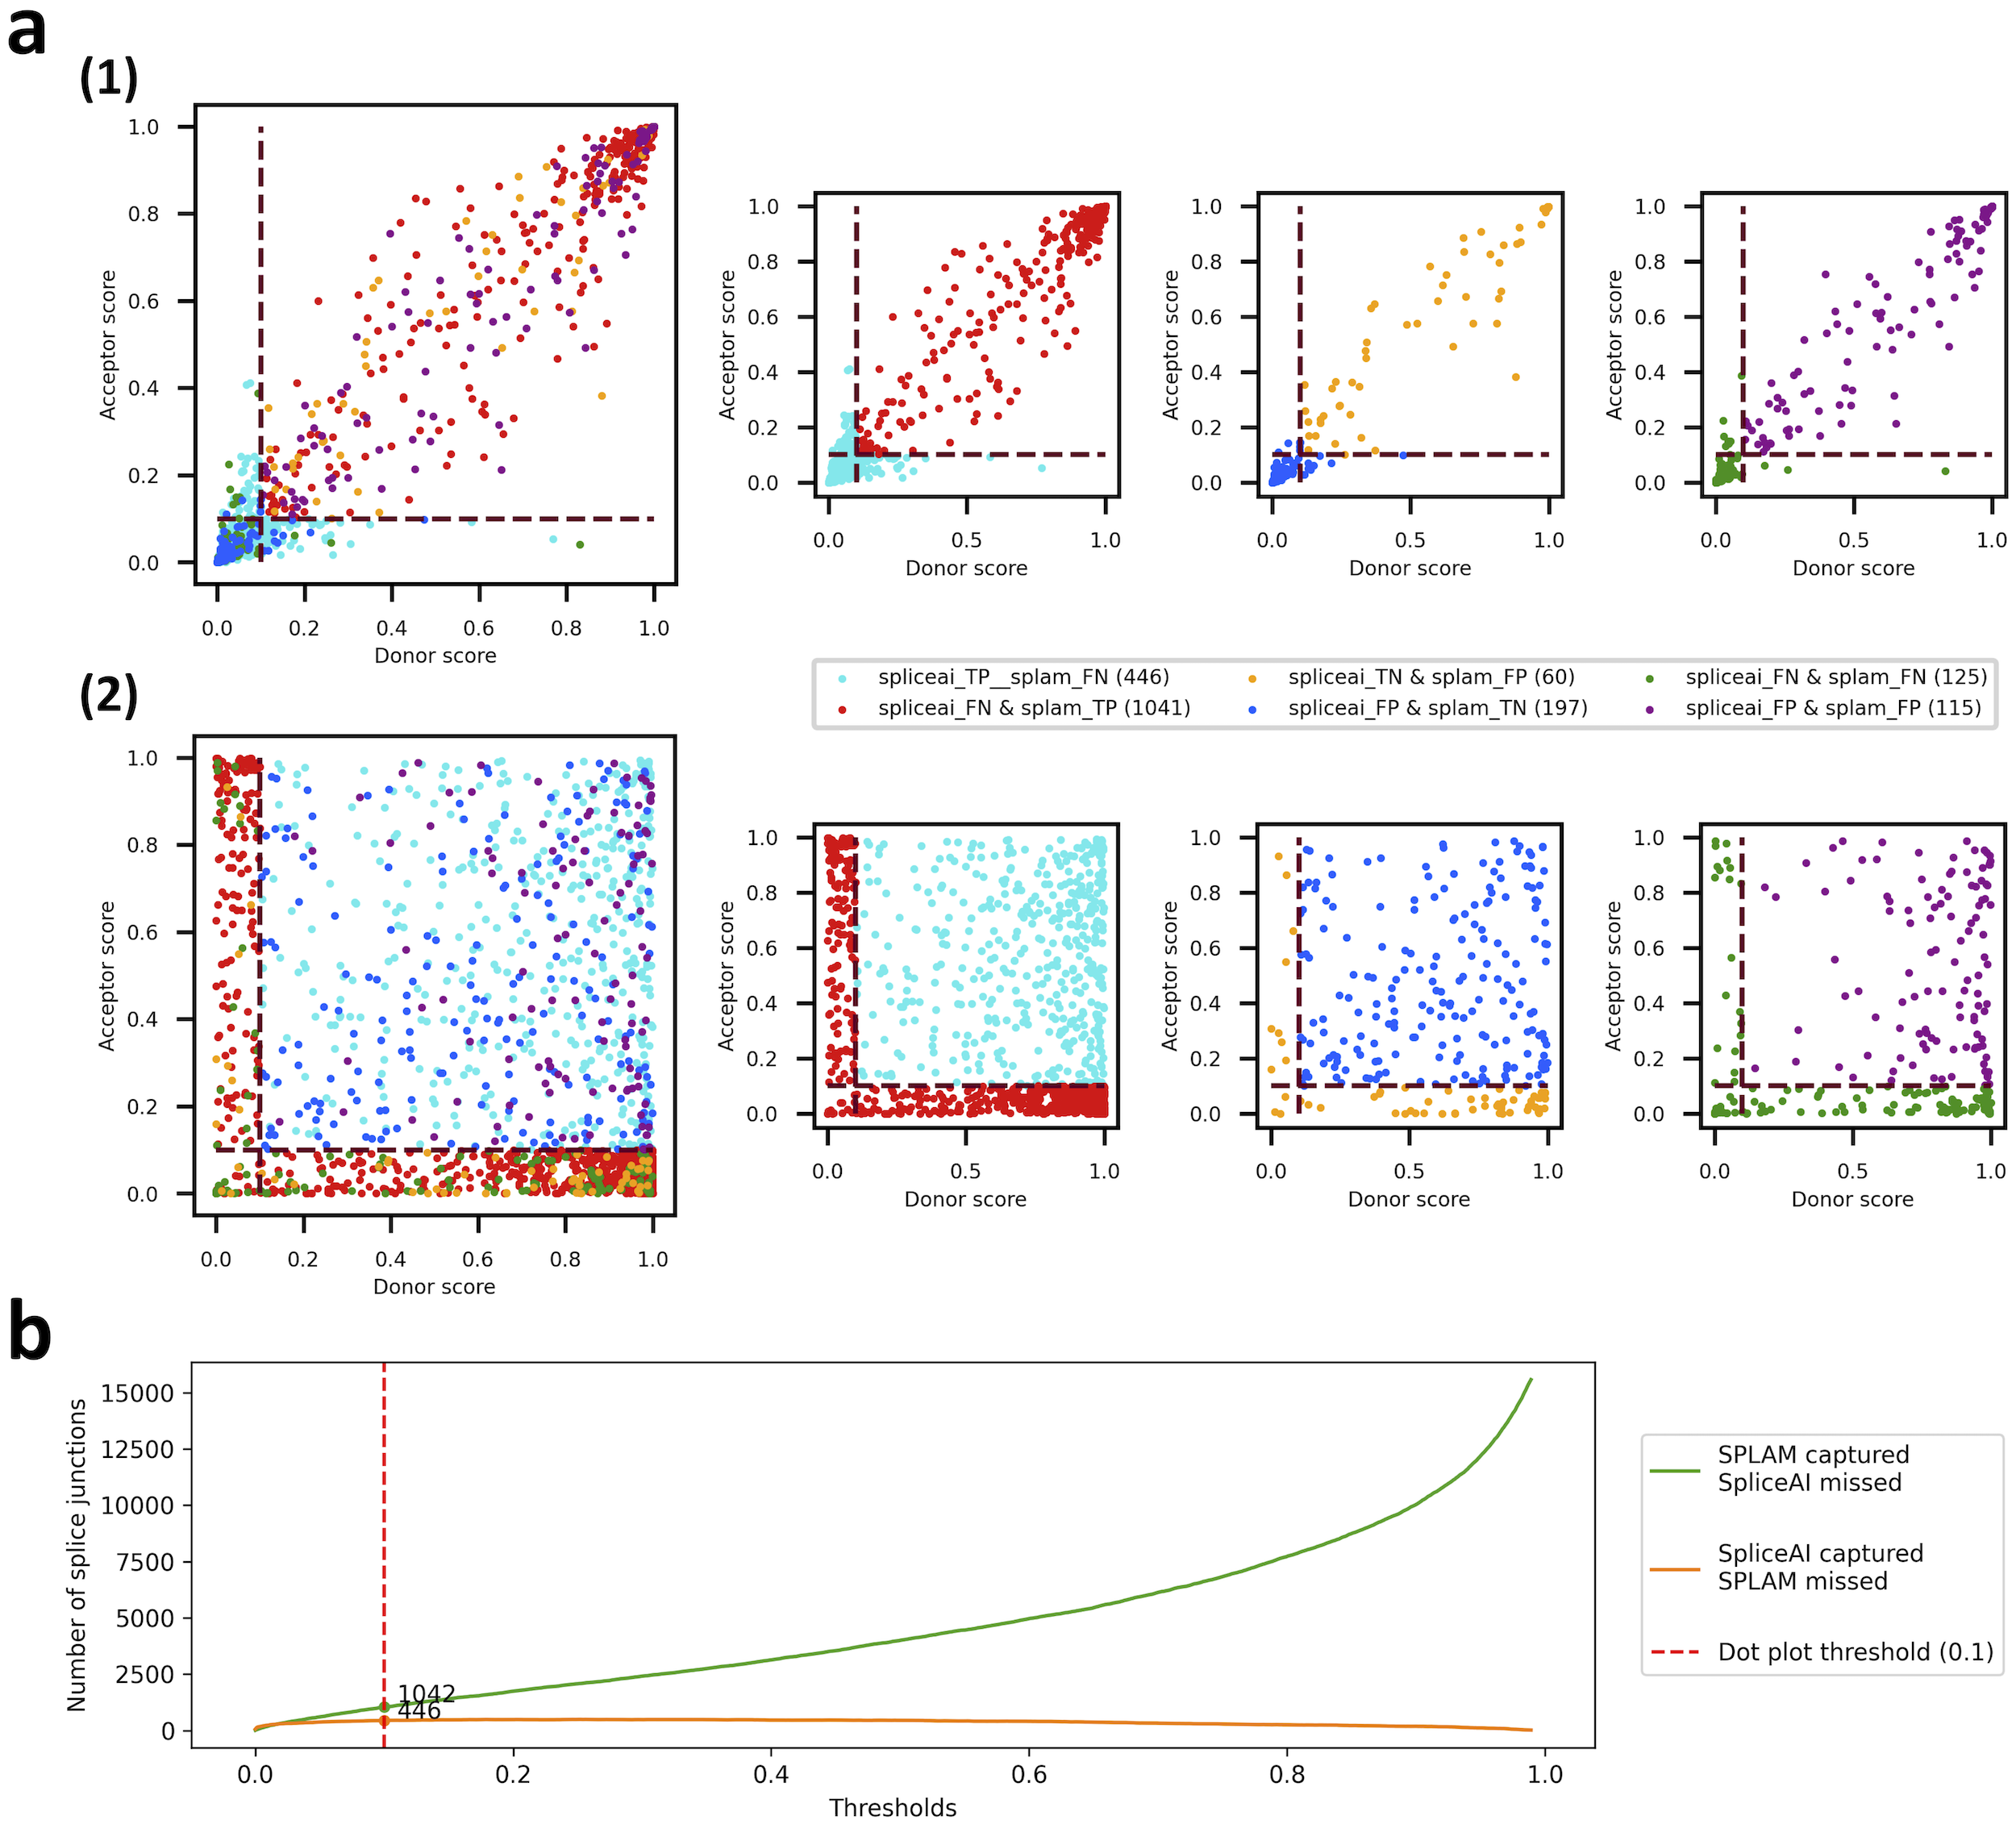 a
(1)
1.0
0.8
0.6
0.4
0.2
0.0
Acceptor score
0.0 0.2 0.4 0.6 0.8 1.0
Donor score
1.0
0.8
0.6
0.4
0.2
0.0
Acceptor score
0.0 0.5 1.0
Donor score
1.0
0.8
0.6
0.4
0.2
0.0
Acceptor score
0.0 0.5 1.0
Donor score
1.0
0.8
0.6
0.4
0.2
0.0
Acceptor score
0.0 0.5 1.0
Donor score
spliceai_TP__splam_FN (446)
spliceai_FN & splam_TP (1041)
spliceai_TN & splam_FP (60)
spliceai_FP & splam_TN (197)
spliceai_FN & splam_FN (125)
spliceai_FP & splam_FP (115)
(2)
1.0
0.8
0.6
0.4
0.2
0.0
Acceptor score
0.0 0.2 0.4 0.6 0.8 1.0
Donor score
1.0
0.8
0.6
0.4
0.2
0.0
Acceptor score
0.0 0.5 1.0
Donor score
1.0
0.8
0.6
0.4
0.2
0.0
Acceptor score
0.0 0.5 1.0
Donor score
1.0
0.8
0.6
0.4
0.2
0.0
Acceptor score
0.0 0.5 1.0
Donor score
b
15000
12500
10000
7500
5000
2500
0
Number of splice junctions
1042
446
0.0 0.2 0.4 0.6 0.8 1.0
Thresholds
SPLAM captured
SpliceAI missed
SpliceAI captured
SPLAM missed
Dot plot threshold (0.1)